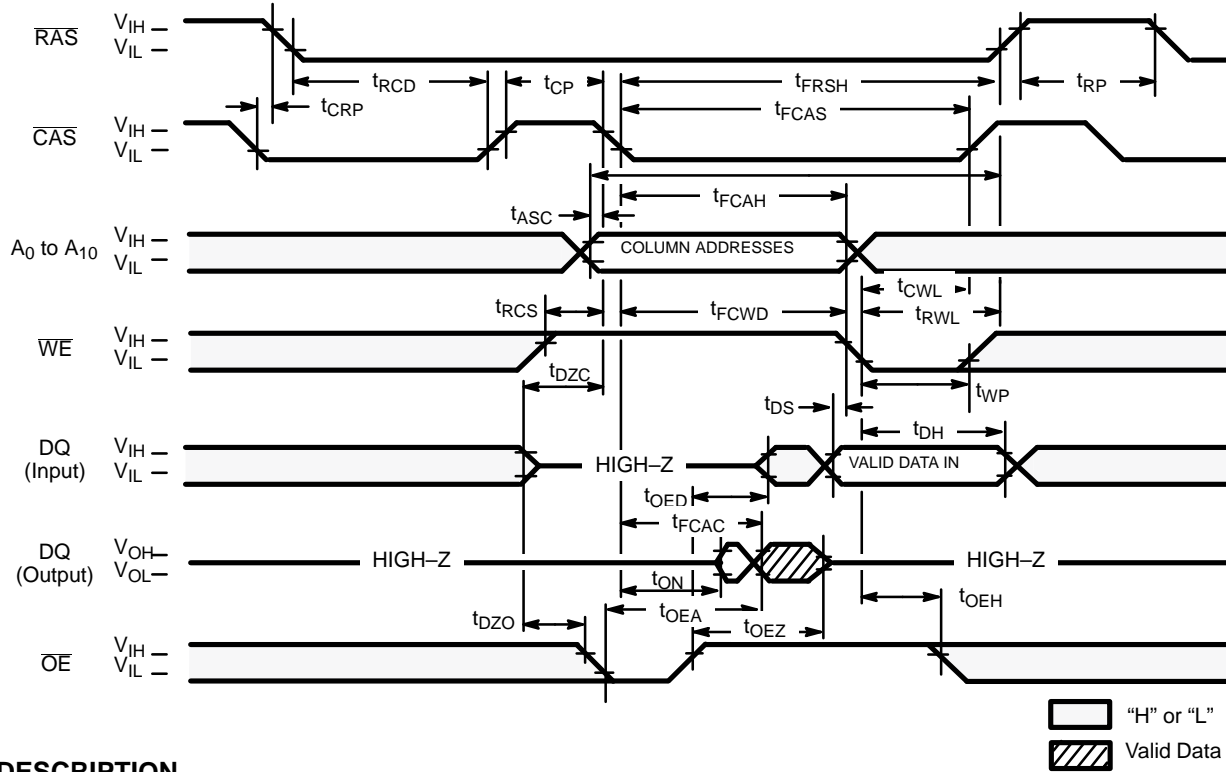 RAS
VIH
VIL
tRCD
tCP
tFRSH
tRP
tCRP
tFCAS
CAS
VIH
VIL
tFCAH
tASC
A0 to A10
VIH
VIL
COLUMN ADDRESSES
tCWL
tRCS
tFCWD
tRWL
WE
VIH
VIL
tDZC
tWP
tDS
tDH
DQ
(Input)
VIH
VIL
HIGH–Z
VALID DATA IN
tOED
tFCAC
DQ
(Output)
VOH
VOL
HIGH–Z
HIGH–Z
tON
tOEH
tDZO
tOEA
tOEZ
OE
VIH
VIL
“H” or “L”
Valid Data
DESCRIPTION